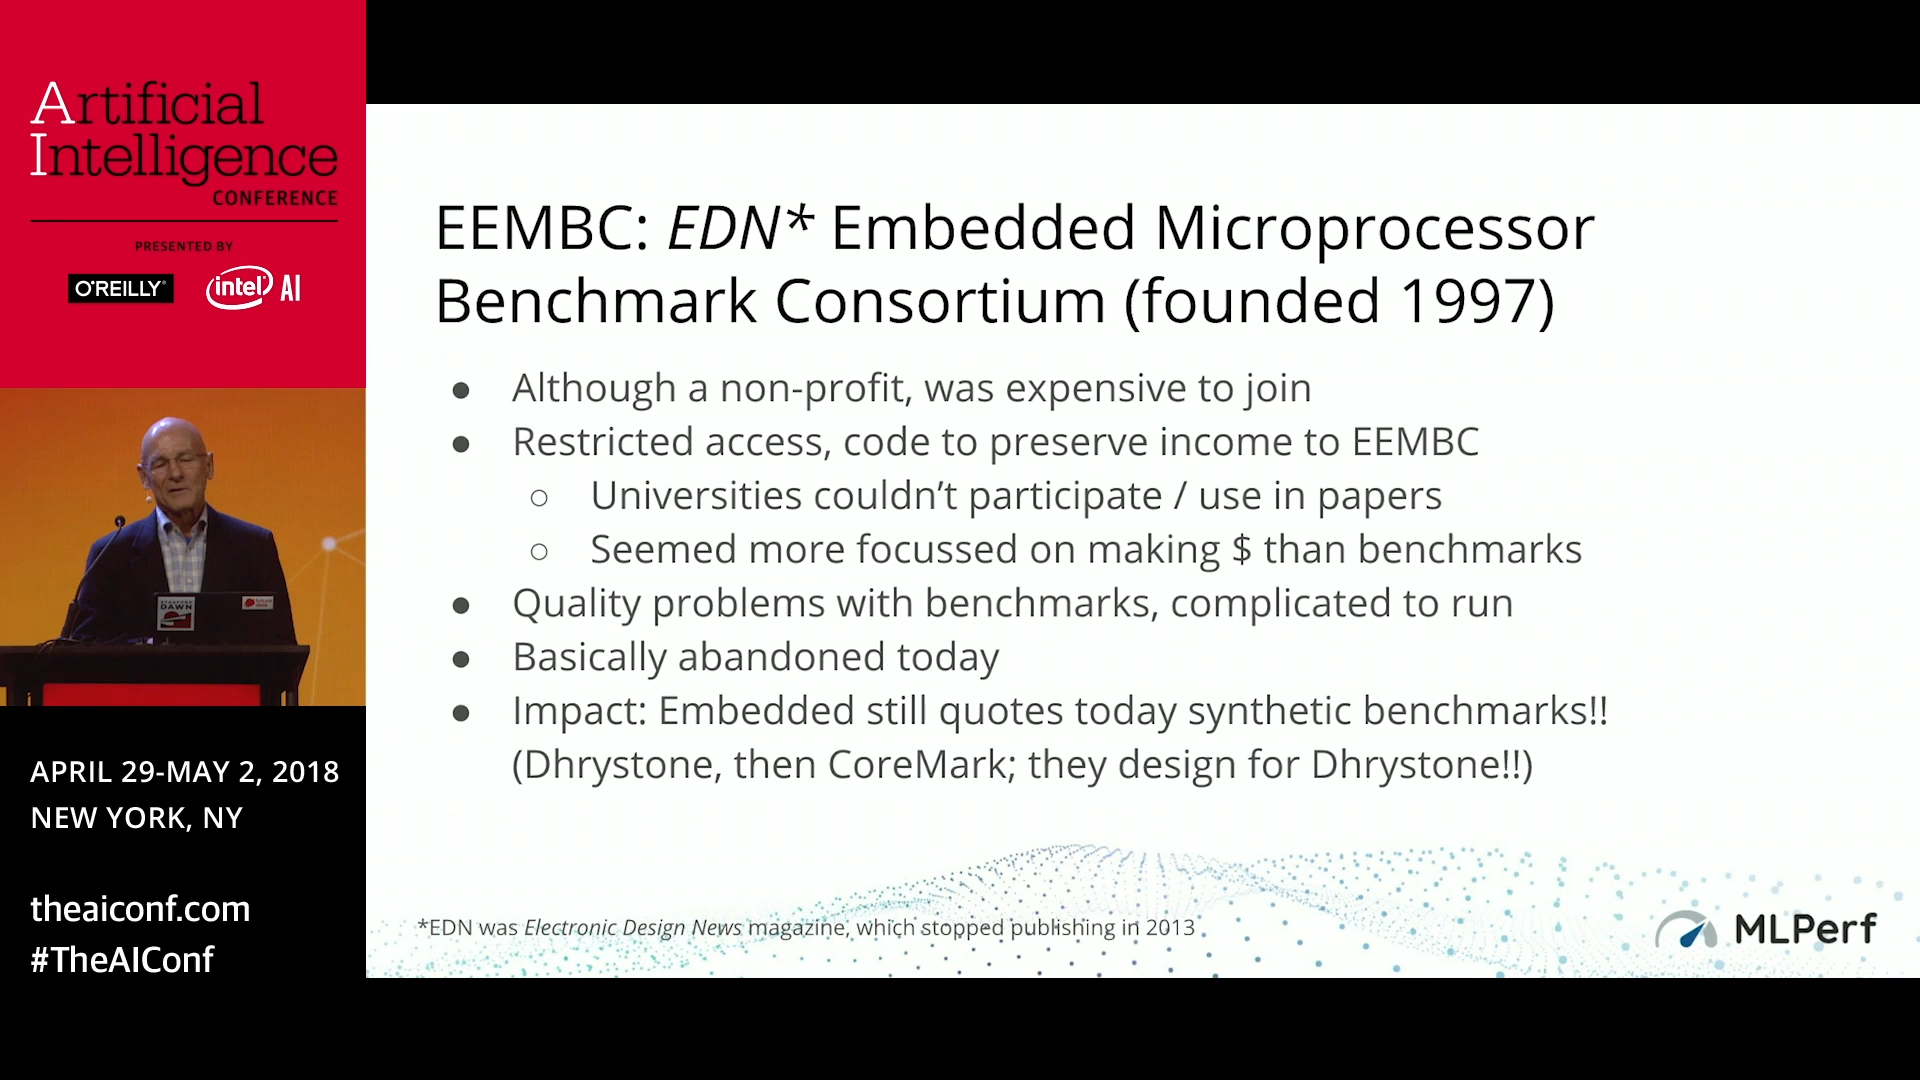 Artificial
Intelligence
CONFERENCE
PRESENTED BY
O'REILLY®
intel® AI
APRIL 29-MAY 2, 2018
NEW YORK, NY
theaiconf.com
#TheAIConf
EEMBC: EDN* Embedded Microprocessor
Benchmark Consortium (founded 1997)
● Although a non-profit, was expensive to join
● Restricted access, code to preserve income to EEMBC
○ Universities couldn’t participate / use in papers
○ Seemed more focussed on making $ than benchmarks
● Quality problems with benchmarks, complicated to run
● Basically abandoned today
● Impact: Embedded still quotes today synthetic benchmarks!!
(Dhrystone, then CoreMark; they design for Dhrystone!!)
*EDN was Electronic Design News magazine, which stopped publishing in 2013
MLPerf
DAWN